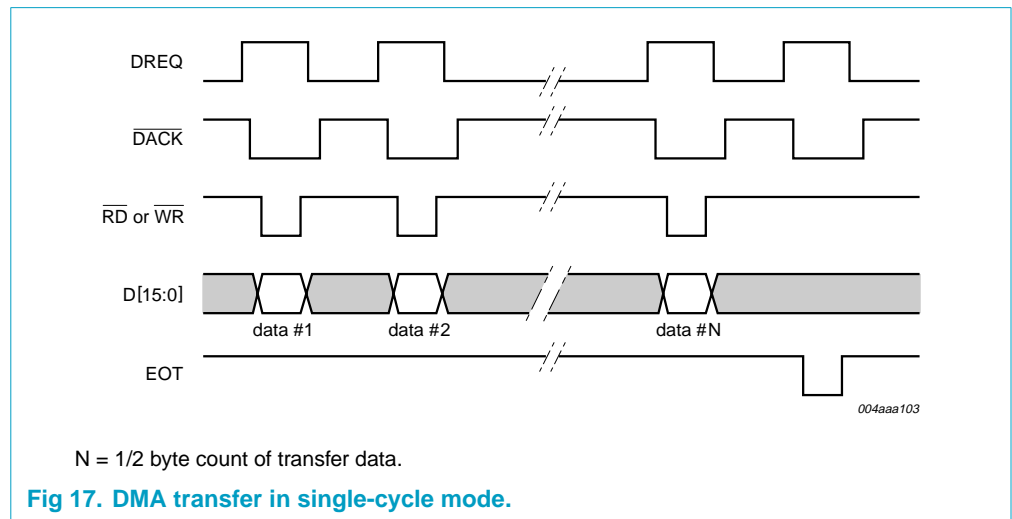 DREQ
DACK
RD or WR
D[15:0]
data #1 data #2 data #N
EOT
004aaa103
N = 1/2 byte count of transfer data.
Fig 17. DMA transfer in single-cycle mode.